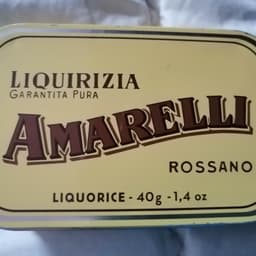 LIQUIRIZIA
GARANTITA PURA
AMARELLI
ROSSANO
LIQUORICE - 40g - 1,4 oz